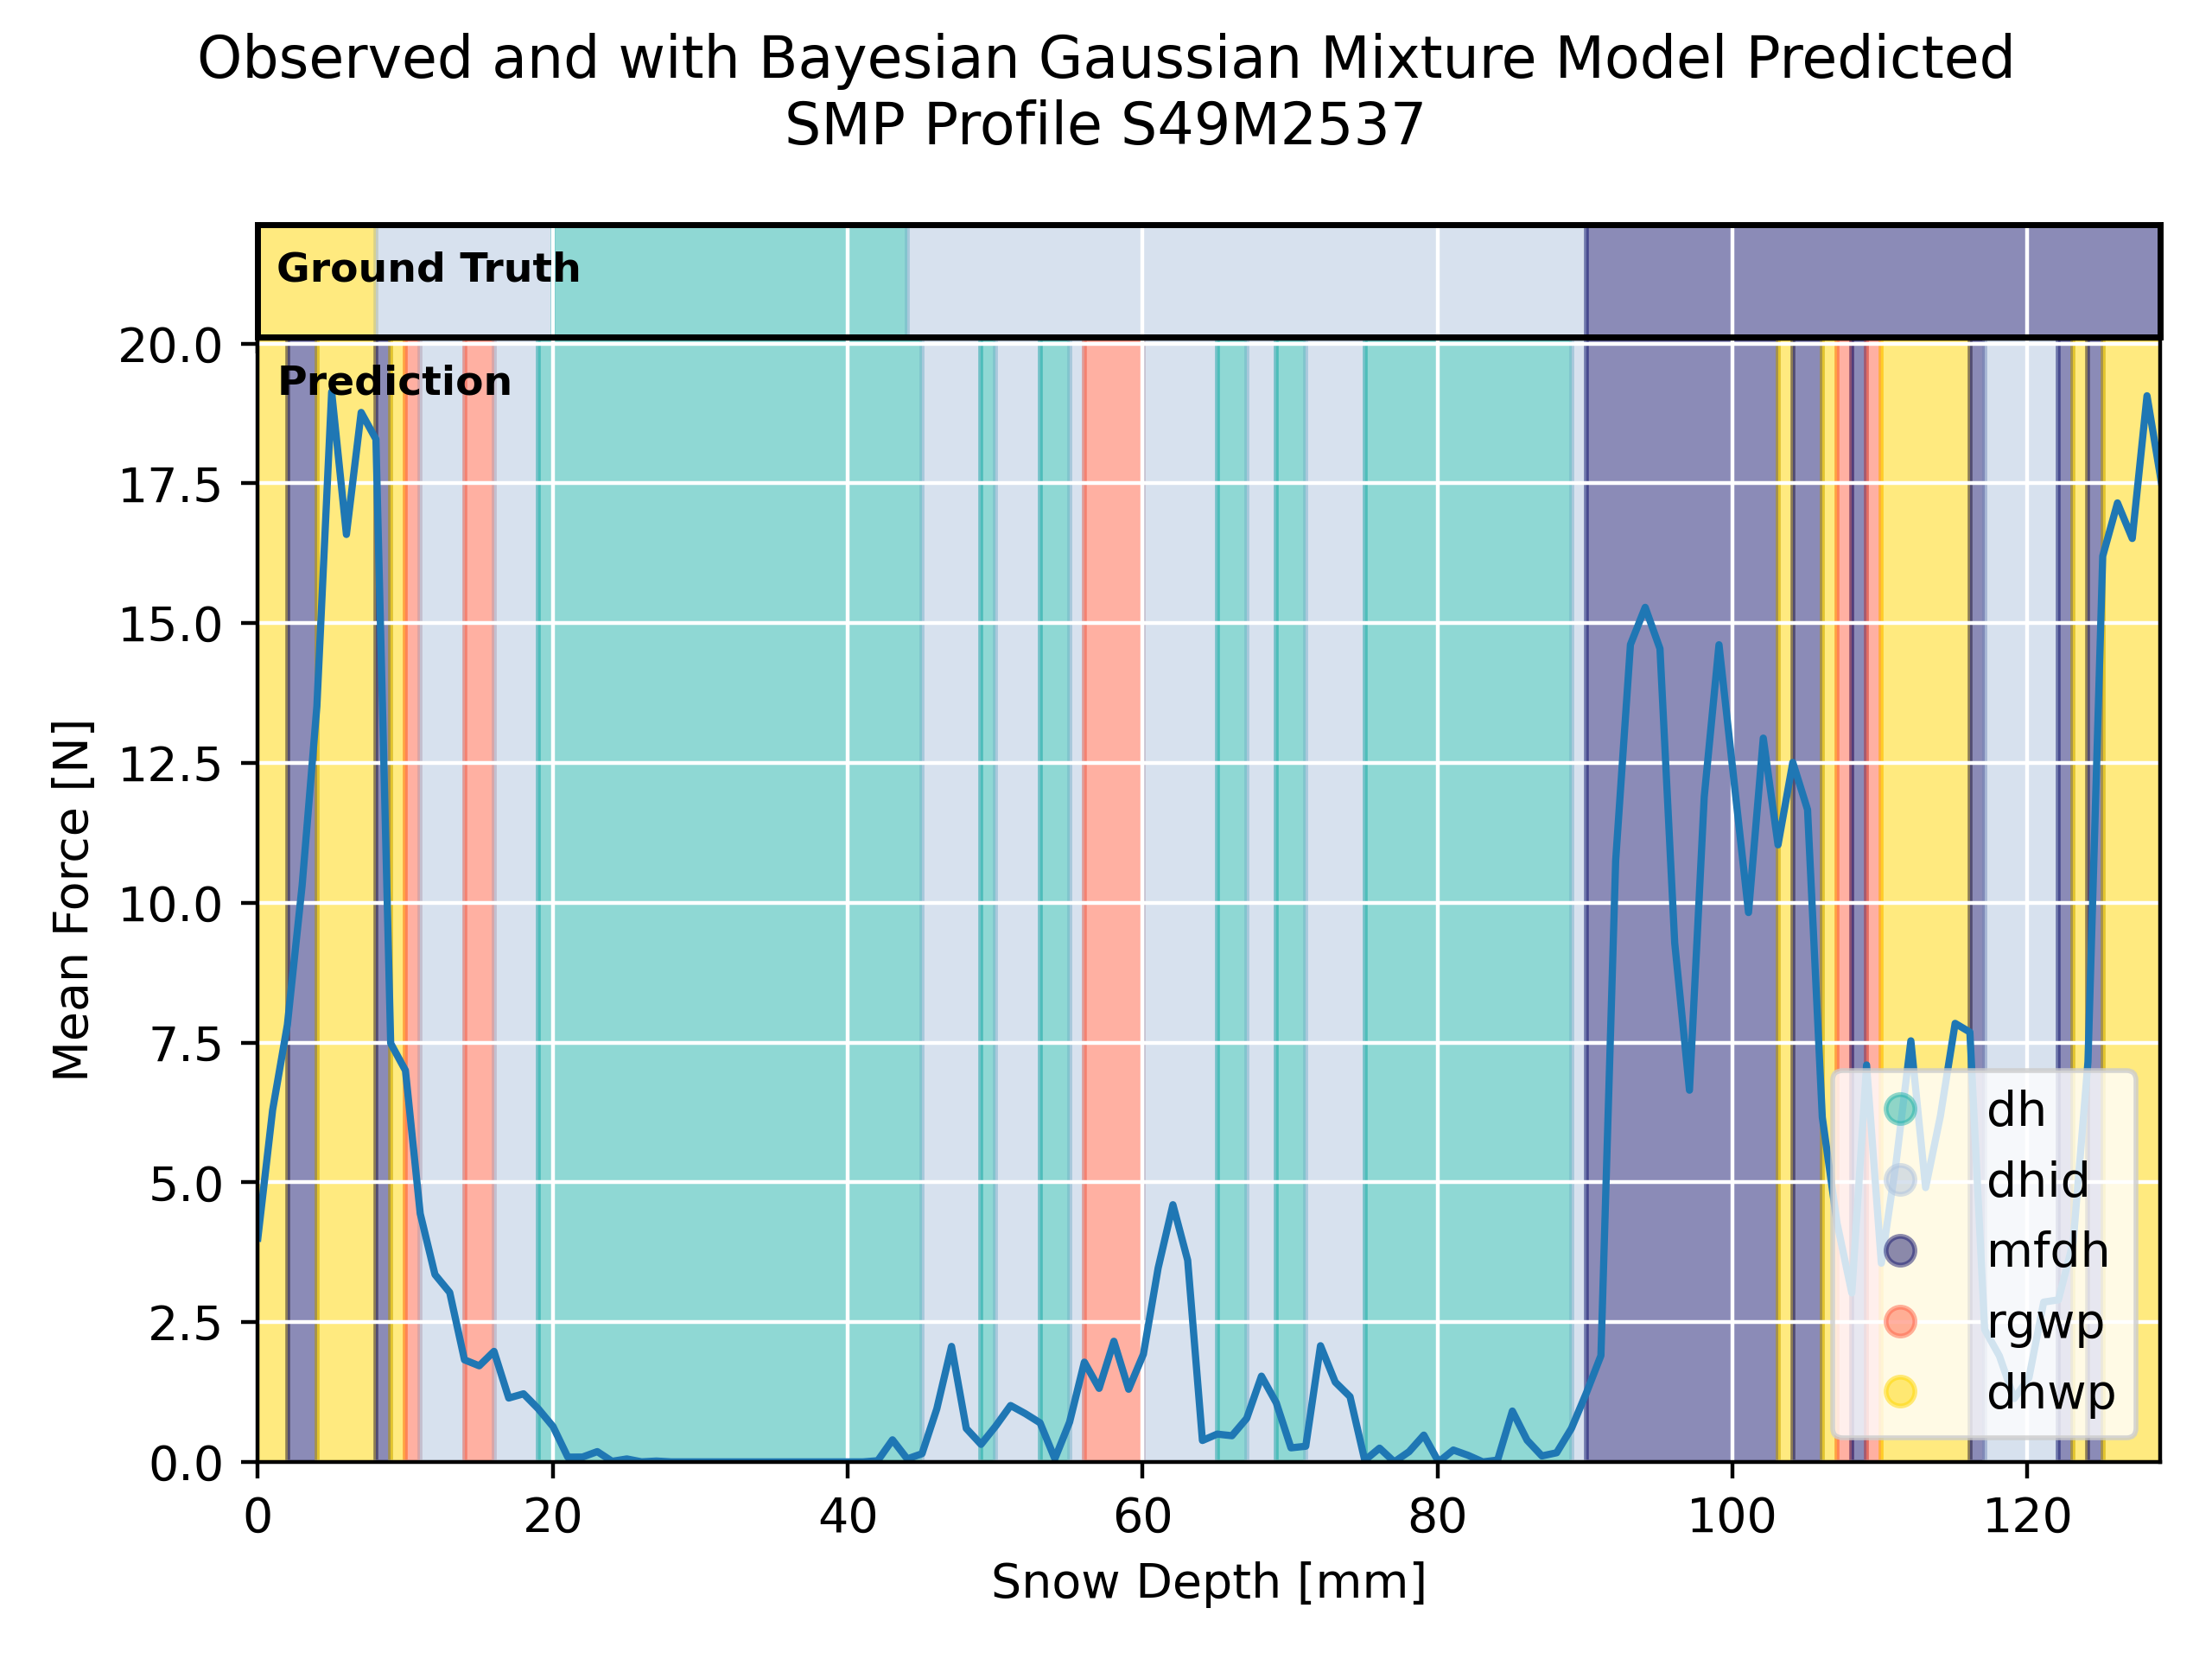 Observed and with Bayesian Gaussian Mixture Model Predicted
SMP Profile S49M2537
Ground Truth
Prediction
20.0
17.5
15.0
12.5
10.0
7.5
5.0
2.5
0.0
Mean Force [N]
dh
dhid
mfdh
rgwp
dhwp
0 20 40 60 80 100 120
Snow Depth [mm]